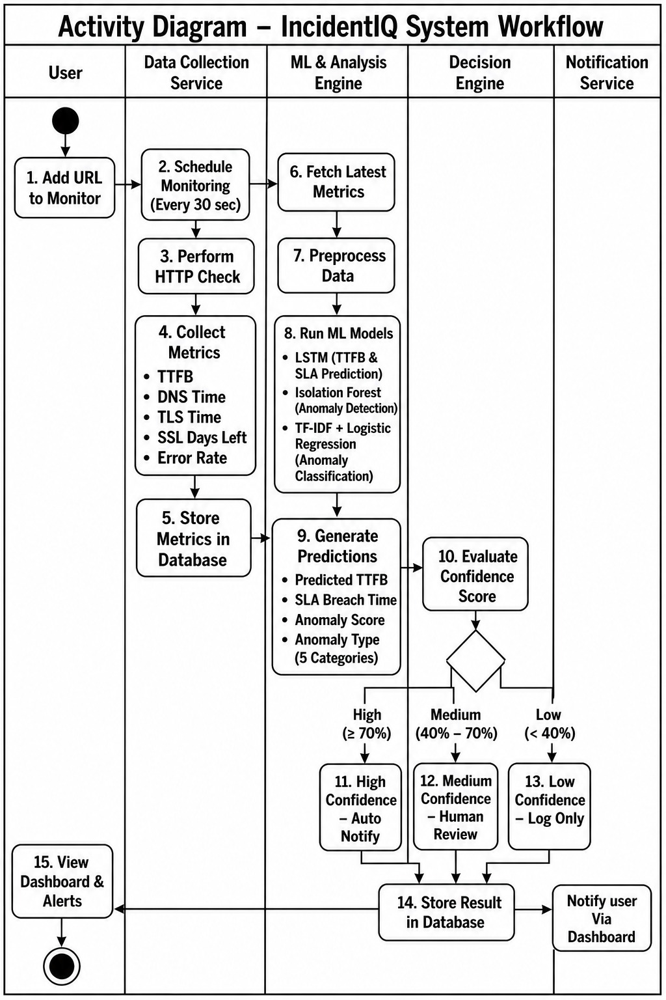 Activity Diagram – IncidentIQ System Workflow
User
Data Collection
Service
ML & Analysis
Engine
Decision
Engine
Notification
Service
1. Add URL
to Monitor
2. Schedule
Monitoring
(Every 30 sec)
3. Perform
HTTP Check
4. Collect
Metrics
• TTFB
• DNS Time
• TLS Time
• SSL Days Left
• Error Rate
5. Store
Metrics in
Database
6. Fetch Latest
Metrics
7. Preprocess
Data
8. Run ML Models
• LSTM (TTFB &
SLA Prediction)
• Isolation Forest
(Anomaly Detection)
• TF-IDF + Logistic
Regression
(Anomaly
Classification)
9. Generate
Predictions
• Predicted TTFB
• SLA Breach Time
• Anomaly Score
• Anomaly Type
(5 Categories)
10. Evaluate
Confidence
Score
High
(≥ 70%)
Medium
(40% – 70%)
Low
(< 40%)
11. High
Confidence
– Auto
Notify
12. Medium
Confidence
– Human
Review
13. Low
Confidence
– Log Only
14. Store Result
in Database
Notify user
Via
Dashboard
15. View
Dashboard &
Alerts